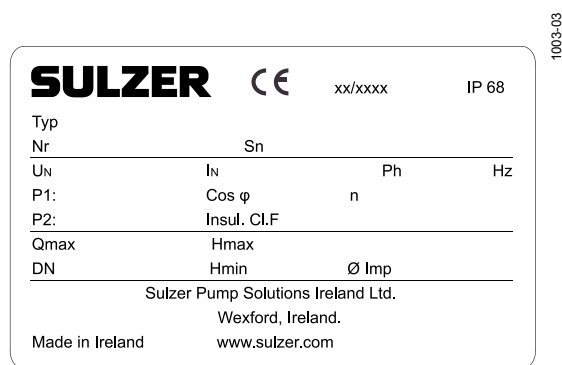 1003-03
SULZER CE xx/xxxx IP 68
Typ
Nr Sn
UN IN Ph Hz
P1: Cos φ n
P2: Insul. Cl.F
Qmax Hmax
DN Hmin Ø Imp
Sulzer Pump Solutions Ireland Ltd.
Wexford, Ireland.
Made in Ireland www.sulzer.com